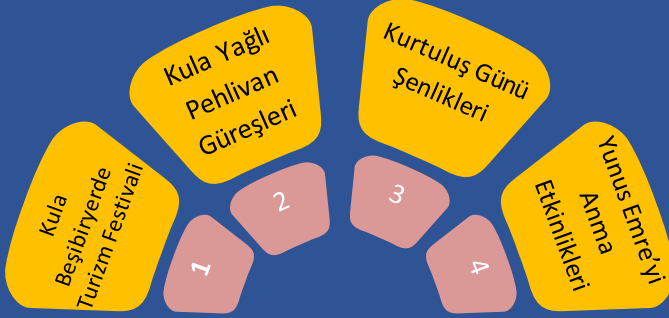 Kula
Beşibiryerde
Turizm Festivali
1
Kula Yağlı
Pehlivan
Güreşleri
2
Kurtuluş Günü
Şenlikleri
3
Yunus Emre'yi
Anma
Etkinlikleri
4